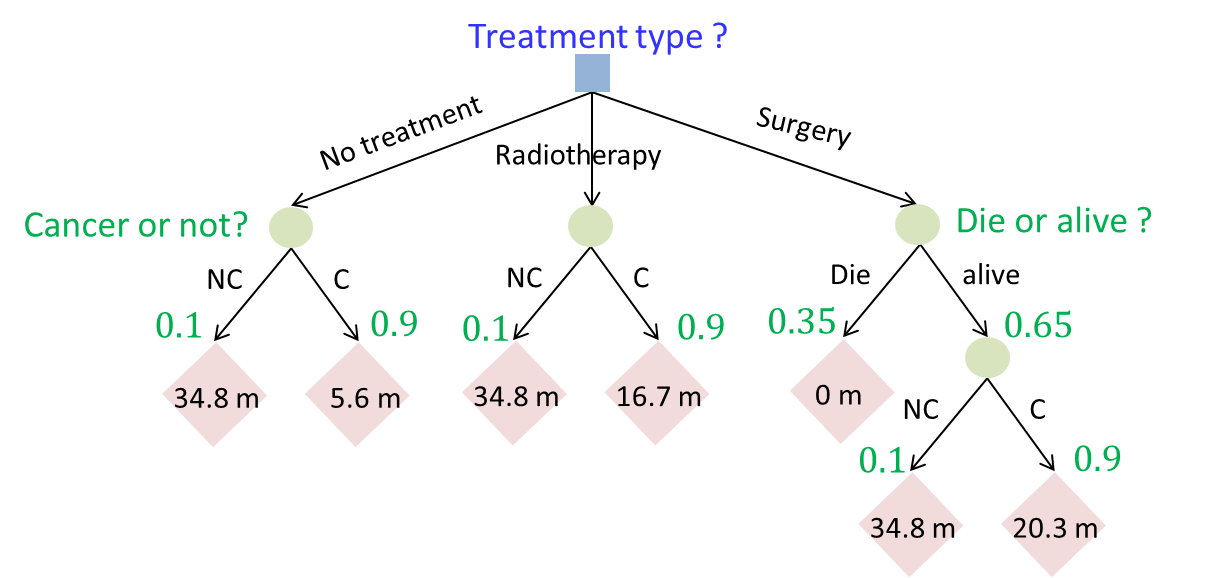 Treatment type ?
No treatment
Radiotherapy
Surgery
Cancer or not?
Die or alive ?
NC
C
NC
C
Die
alive
0.1
0.9
0.1
0.9
0.35
0.65
34.8 m
5.6 m
34.8 m
16.7 m
0 m
NC
C
0.1
0.9
34.8 m
20.3 m